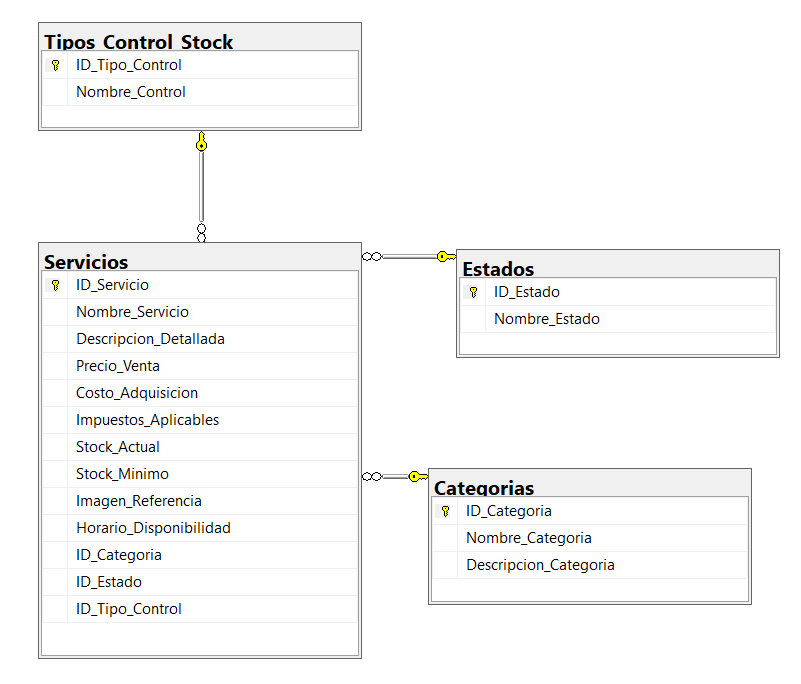 Tipos_Control_Stock
ID_Tipo_Control
Nombre_Control
Servicios
ID_Servicio
Nombre_Servicio
Descripcion_Detallada
Precio_Venta
Costo_Adquisicion
Impuestos_Aplicables
Stock_Actual
Stock_Minimo
Imagen_Referencia
Horario_Disponibilidad
ID_Categoria
ID_Estado
ID_Tipo_Control
Estados
ID_Estado
Nombre_Estado
Categorias
ID_Categoria
Nombre_Categoria
Descripcion_Categoria